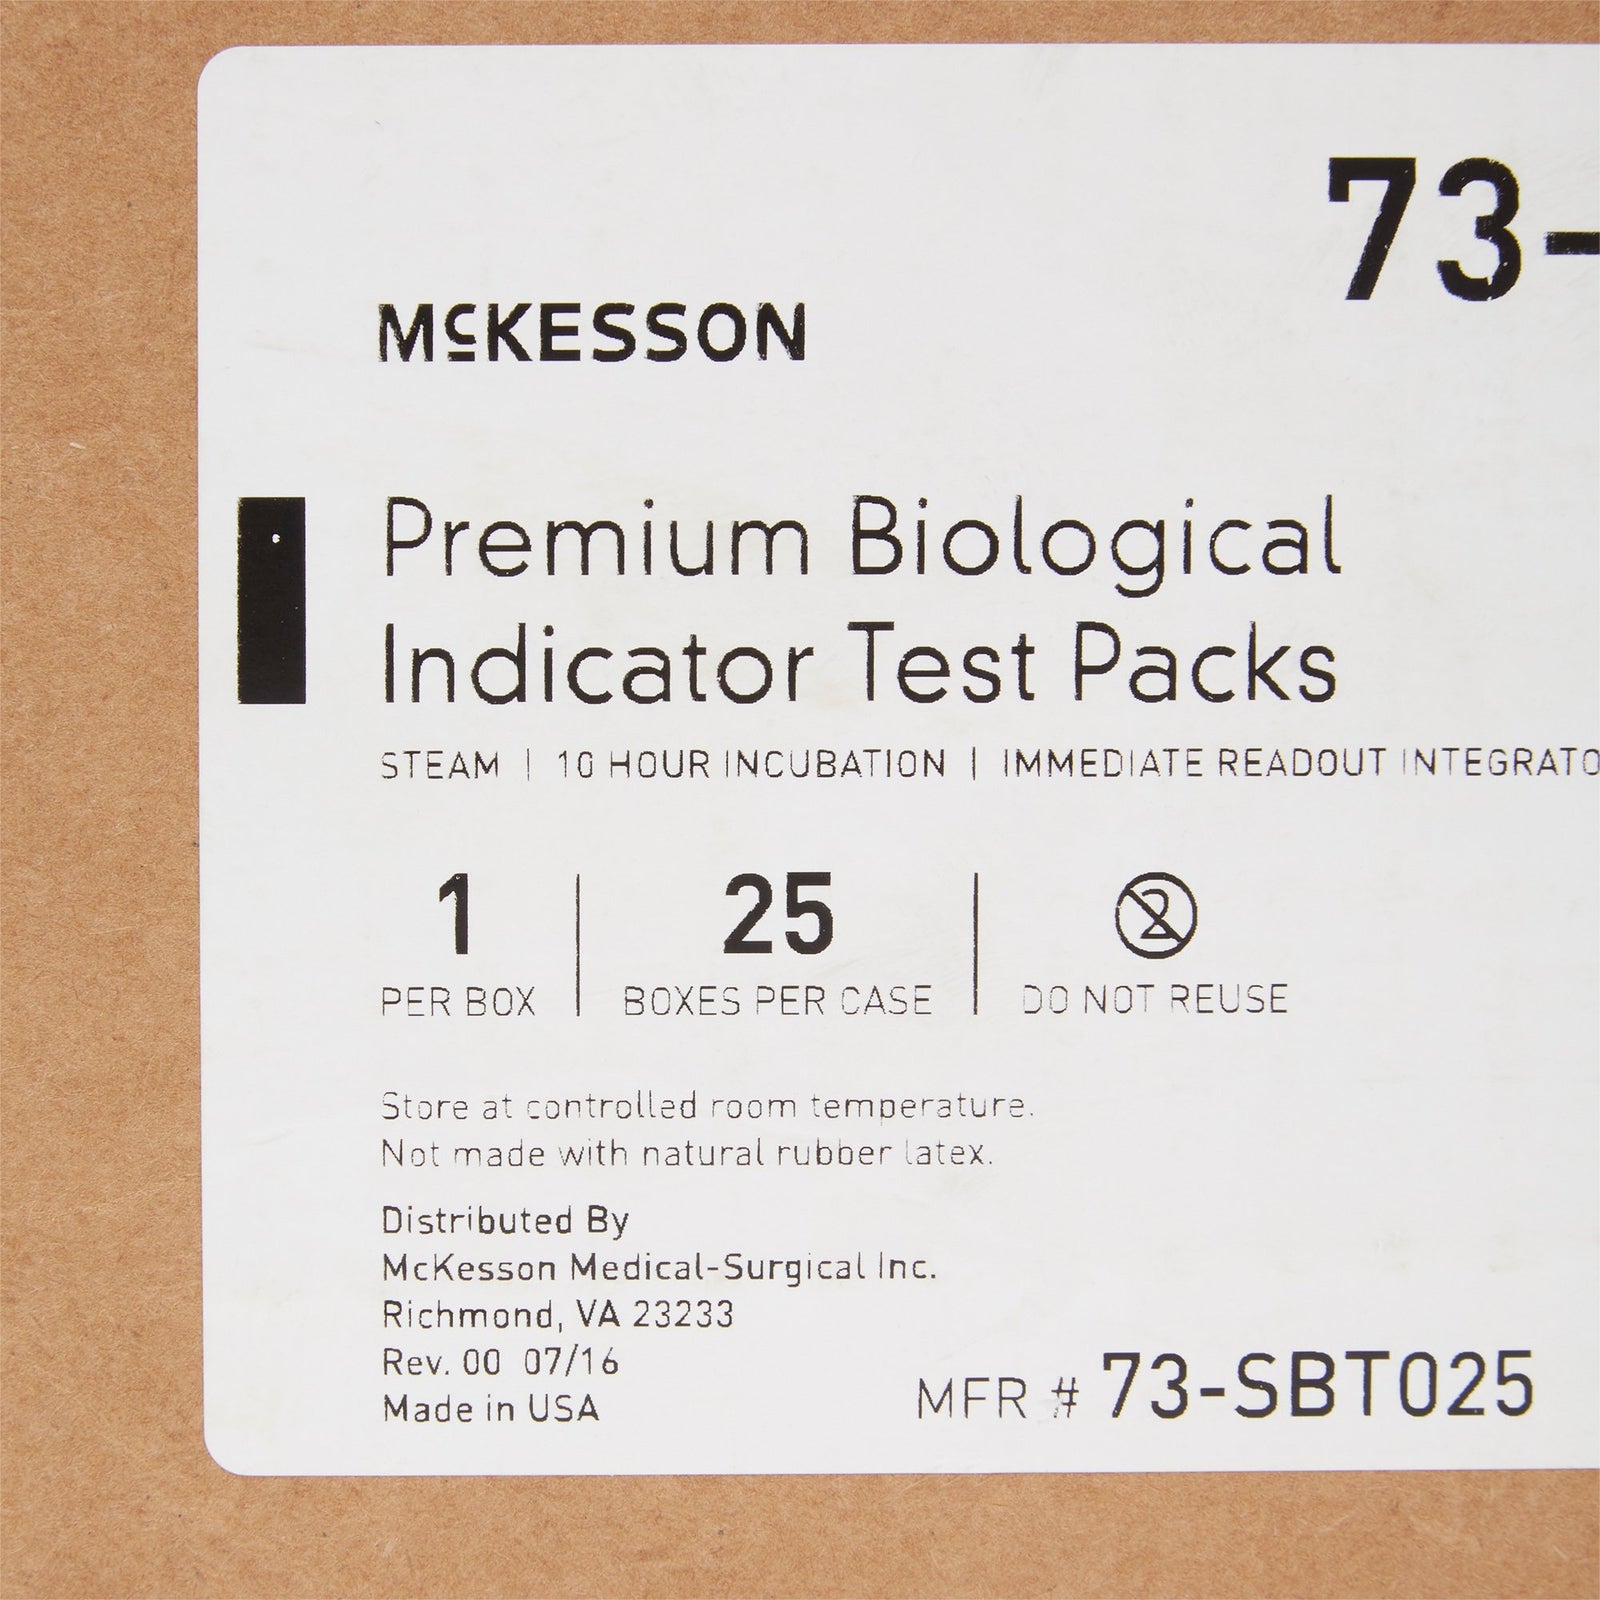 73-
McKESSON
Premium Biological
Indicator Test Packs
STEAM | 10 HOUR INCUBATION | IMMEDIATE READOUT INTEGRATO
1
PER BOX
25
BOXES PER CASE
2
DO NOT REUSE
Store at controlled room temperature.
Not made with natural rubber latex.
Distributed By
McKesson Medical-Surgical Inc.
Richmond, VA 23233
Rev. 00 07/16
Made in USA
MFR # 73-SBT025